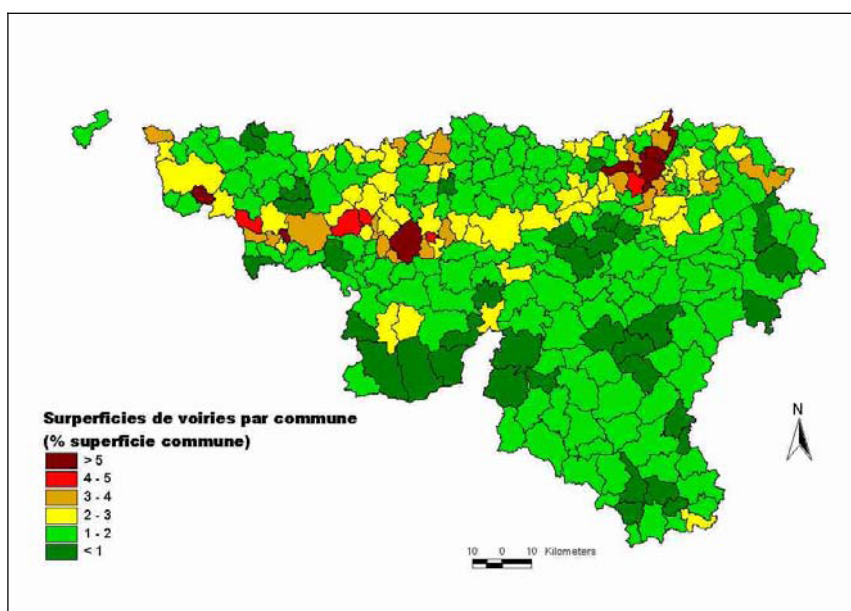 Surperficies de voiries par commune
(% superficie commune)
> 5
4 - 5
3 - 4
2 - 3
1 - 2
< 1
N
10 0 10 Kilometers